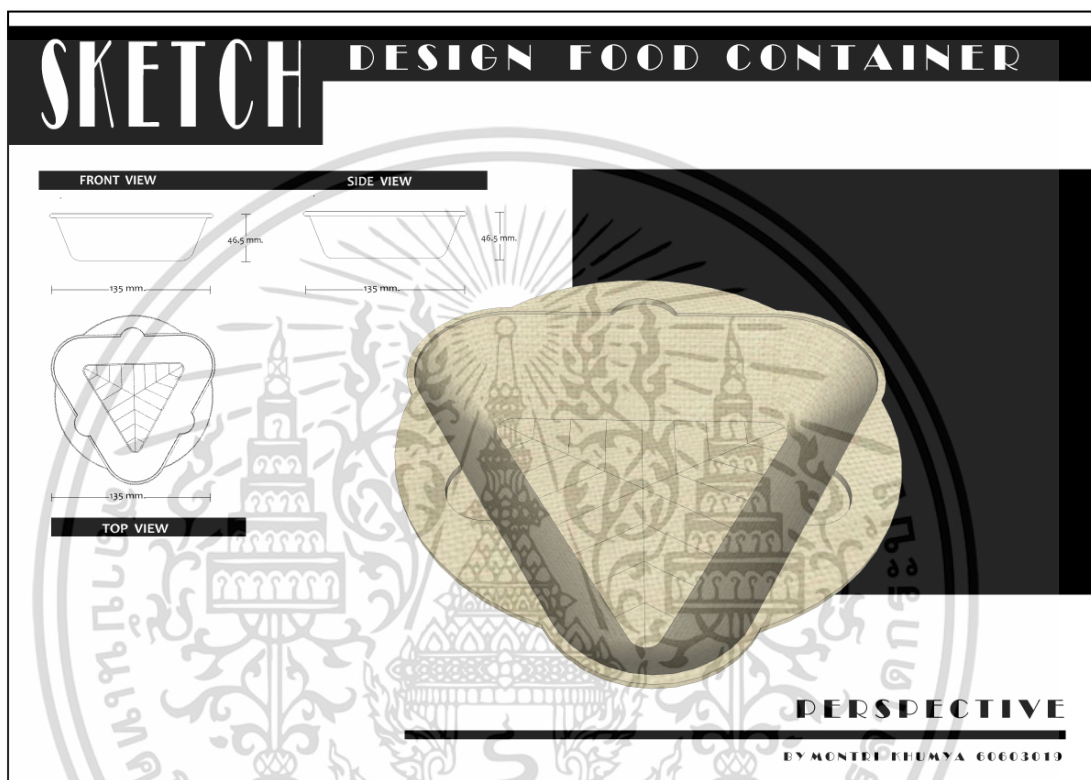 SKETCH
DESIGN FOOD CONTAINER
FRONT VIEW
SIDE VIEW
46.5 mm.
46.5 mm.
135 mm.
135 mm.
135 mm.
TOP VIEW
PERSPECTIVE
BY MONTRI KHUMYA 60603019